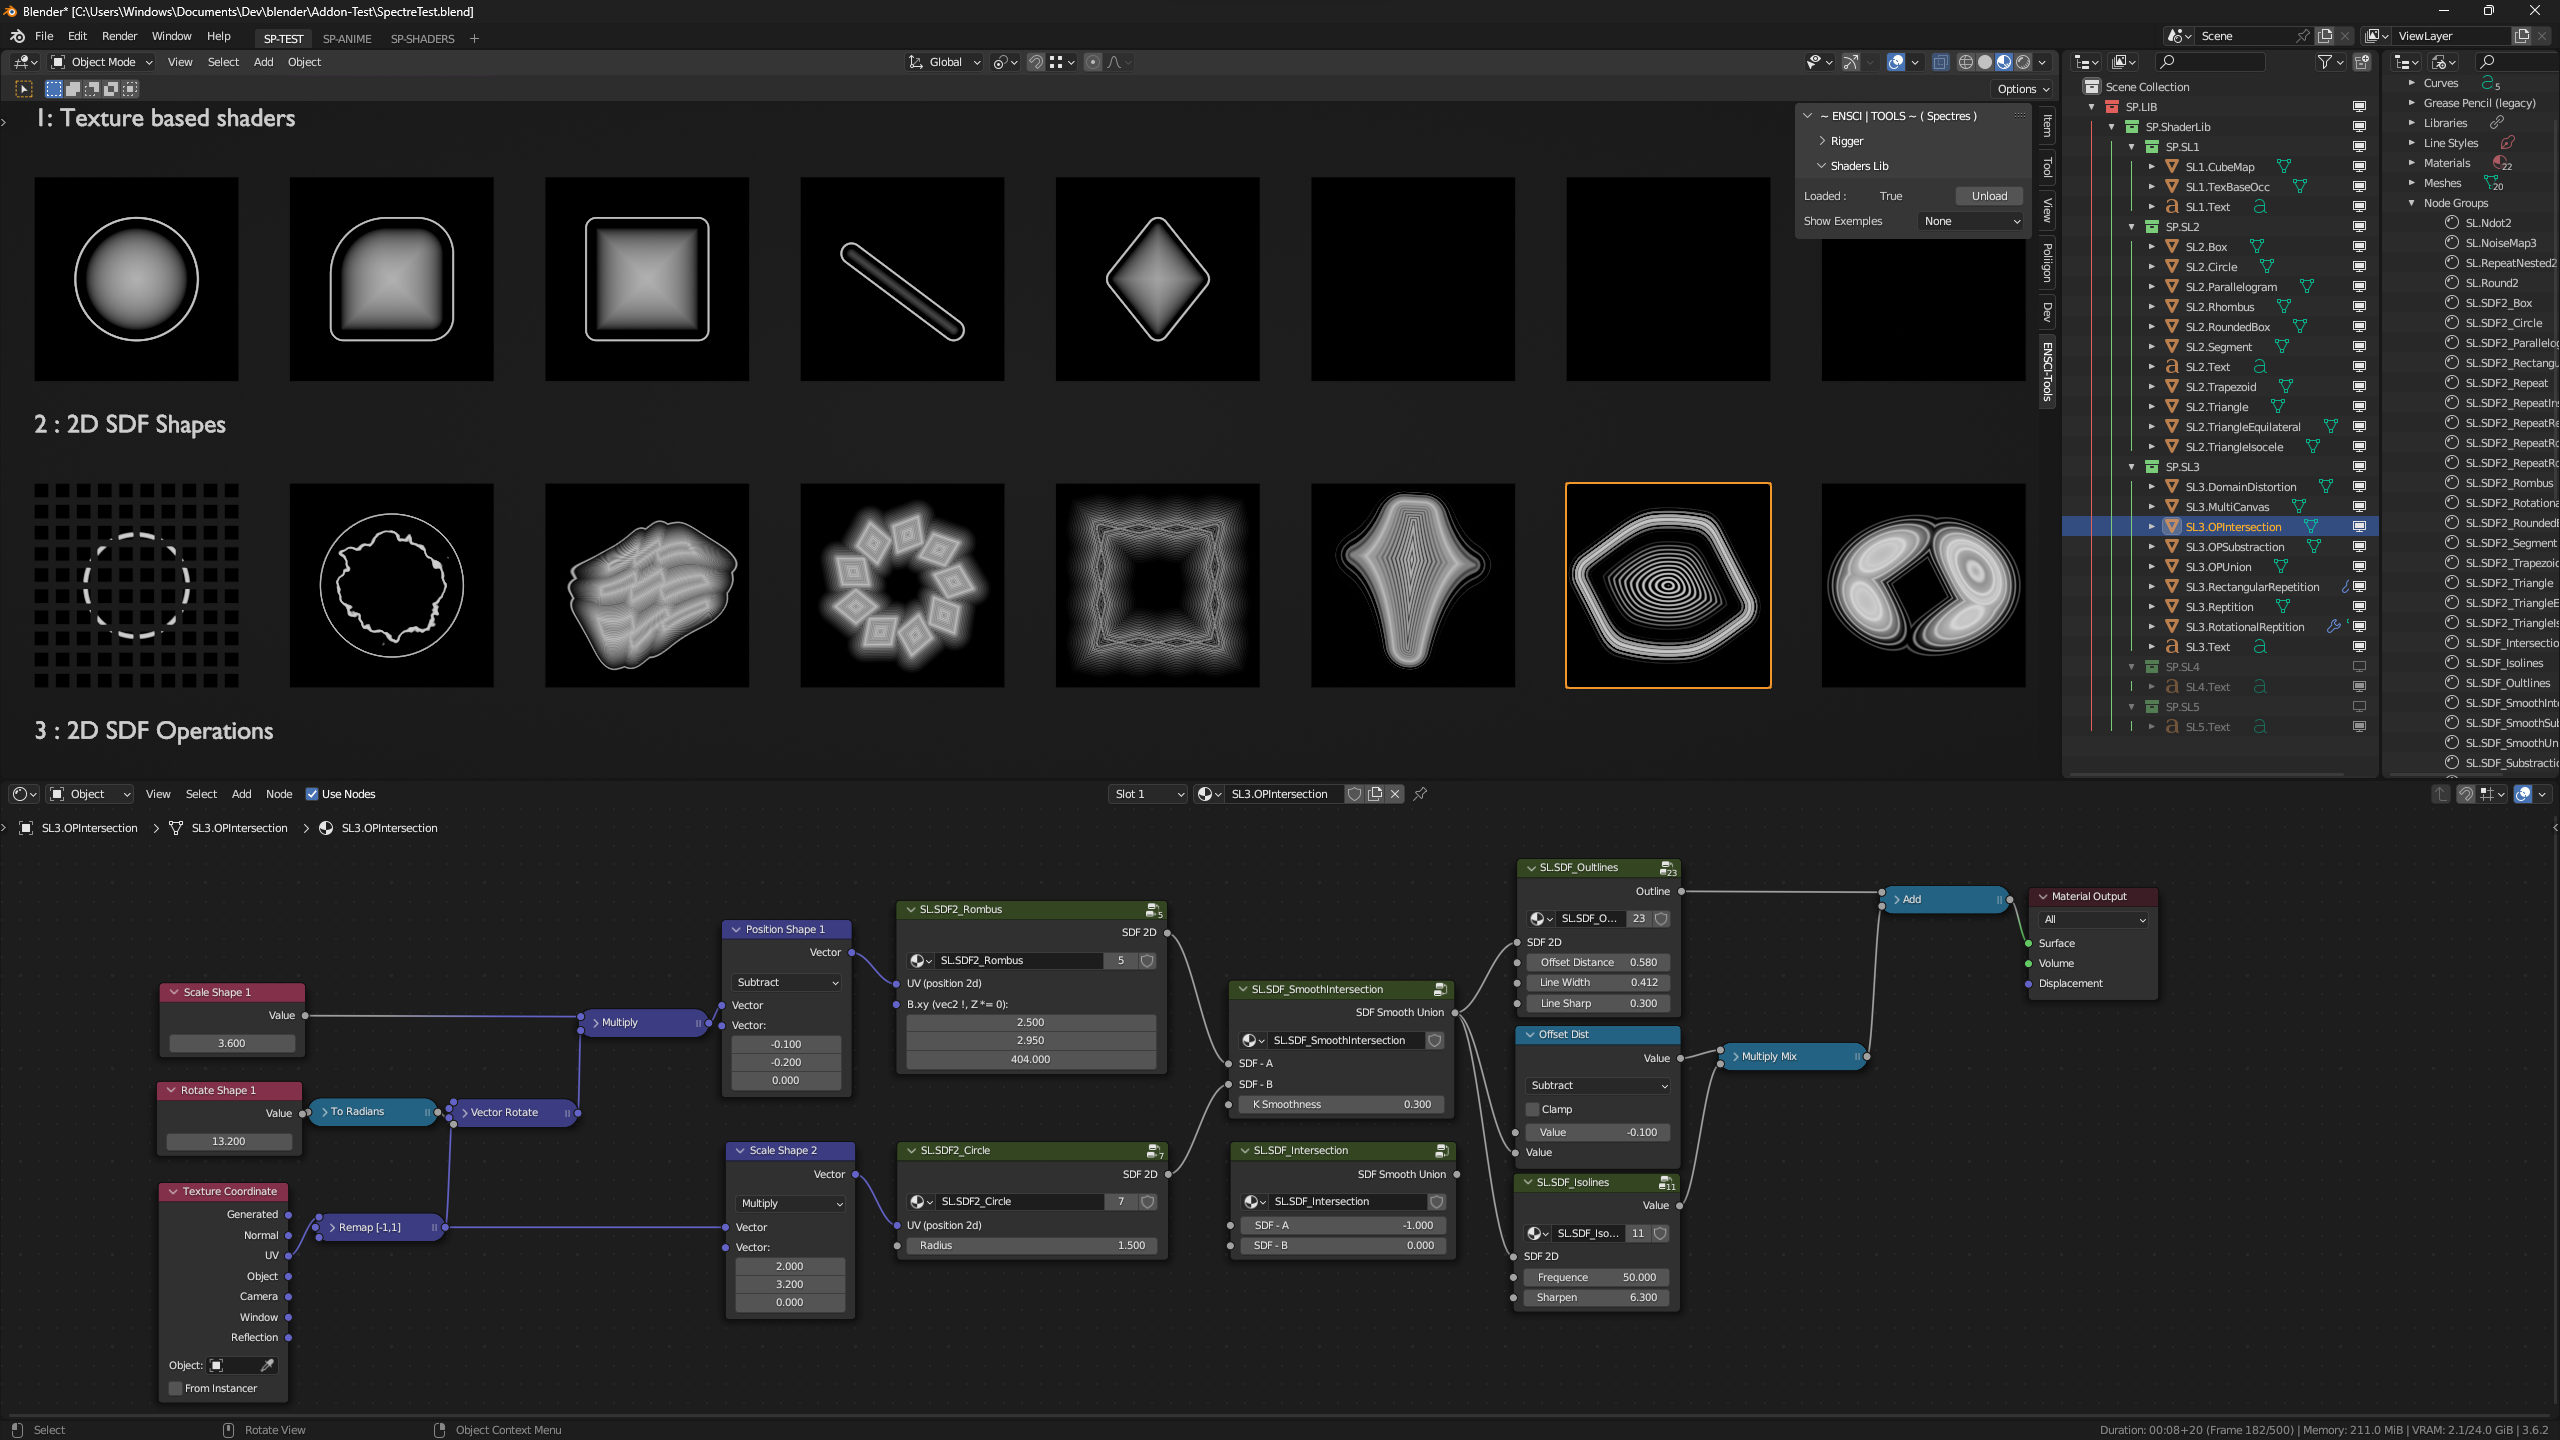 Blender* [C:\Users\Windows\Documents\Dev\blender\Addon-Test\SpectreTest.blend]
File Edit Render Window Help SP-TEST SP-ANIME SP-SHADERS + Scene ViewLayer
Object Mode View Select Add Object Global
Options
1: Texture based shaders
2 : 2D SDF Shapes
3 : 2D SDF Operations
~ ENSCI | TOOLS ~ ( Spectres )
Rigger
Shaders Lib
Loaded : True Unload
Show Exemples None
Item
Tool
View
Poliigon
Dev
ENSCI-Tools
Scene Collection
SP.LIB
SP.ShaderLib
SP.SL1
SL1.CubeMap
SL1.TexBaseOcc
SL1.Text
SP.SL2
SL2.Box
SL2.Circle
SL2.Parallelogram
SL2.Rhombus
SL2.RoundedBox
SL2.Segment
SL2.Text
SL2.Trapezoid
SL2.Triangle
SL2.TriangleEquilateral
SL2.TriangleIsocele
SP.SL3
SL3.DomainDistortion
SL3.MultiCanvas
SL3.OPIntersection
SL3.OPSubstraction
SL3.OPUnion
SL3.RectangularRepetition
SL3.Reptition
SL3.RotationalReptition
SL3.Text
SP.SL4
SL4.Text
SP.SL5
SL5.Text
Curves 5
Grease Pencil (legacy)
Libraries
Line Styles
Materials 22
Meshes 20
Node Groups
SL.Ndot2
SL.NoiseMap3
SL.RepeatNested2
SL.Round2
SL.SDF2_Box
SL.SDF2_Circle
SL.SDF2_Parallelog
SL.SDF2_Rectangu
SL.SDF2_Repeat
SL.SDF2_RepeatIn
SL.SDF2_RepeatRe
SL.SDF2_RepeatRo
SL.SDF2_RepeatRo
SL.SDF2_Rombus
SL.SDF2_Rotationa
SL.SDF2_RoundedB
SL.SDF2_Segment
SL.SDF2_Trapezoid
SL.SDF2_Triangle
SL.SDF2_TriangleE
SL.SDF2_TriangleIs
SL.SDF_Intersectio
SL.SDF_Isolines
SL.SDF_Oultlines
SL.SDF_SmoothInt
SL.SDF_SmoothSul
SL.SDF_SmoothUn
SL.SDF_Substracti
Object View Select Add Node Use Nodes Slot 1 SL3.OPIntersection
SL3.OPIntersection > SL3.OPIntersection > SL3.OPIntersection
Scale Shape 1
Value
3.600
Rotate Shape 1
Value
13.200
To Radians
Vector Rotate
Texture Coordinate
Generated
Normal
UV
Object
Camera
Window
Reflection
Object:
From Instancer
Remap [-1,1]
Multiply
Position Shape 1
Vector
Subtract
Vector
Vector:
-0.100
-0.200
0.000
Scale Shape 2
Vector
Multiply
Vector
Vector:
2.000
3.200
0.000
SL.SDF2_Rombus 5
SDF 2D
SL.SDF2_Rombus 5
UV (position 2d)
B.xy (vec2 !, Z *= 0):
2.500
2.950
404.000
SL.SDF2_Circle 7
SDF 2D
SL.SDF2_Circle 7
UV (position 2d)
Radius 1.500
SL.SDF_SmoothIntersection
SDF Smooth Union
SL.SDF_SmoothIntersection
SDF - A
SDF - B
K Smoothness 0.300
SL.SDF_Intersection
SDF Smooth Union
SL.SDF_Intersection
SDF - A -1.000
SDF - B 0.000
SL.SDF_Oultlines 23
Outline
SL.SDF_O... 23
SDF 2D
Offset Distance 0.580
Line Width 0.412
Line Sharp 0.300
Offset Dist
Value
Subtract
Clamp
Value -0.100
Value
SL.SDF_Isolines 11
Value
SL.SDF_Iso... 11
SDF 2D
Frequence 50.000
Sharpen 6.300
Multiply Mix
Add
Material Output
All
Surface
Volume
Displacement
Select Rotate View Object Context Menu Duration: 00:08+20 (Frame 182/500) | Memory: 211.0 MiB | VRAM: 2.1/24.0 GiB | 3.6.2